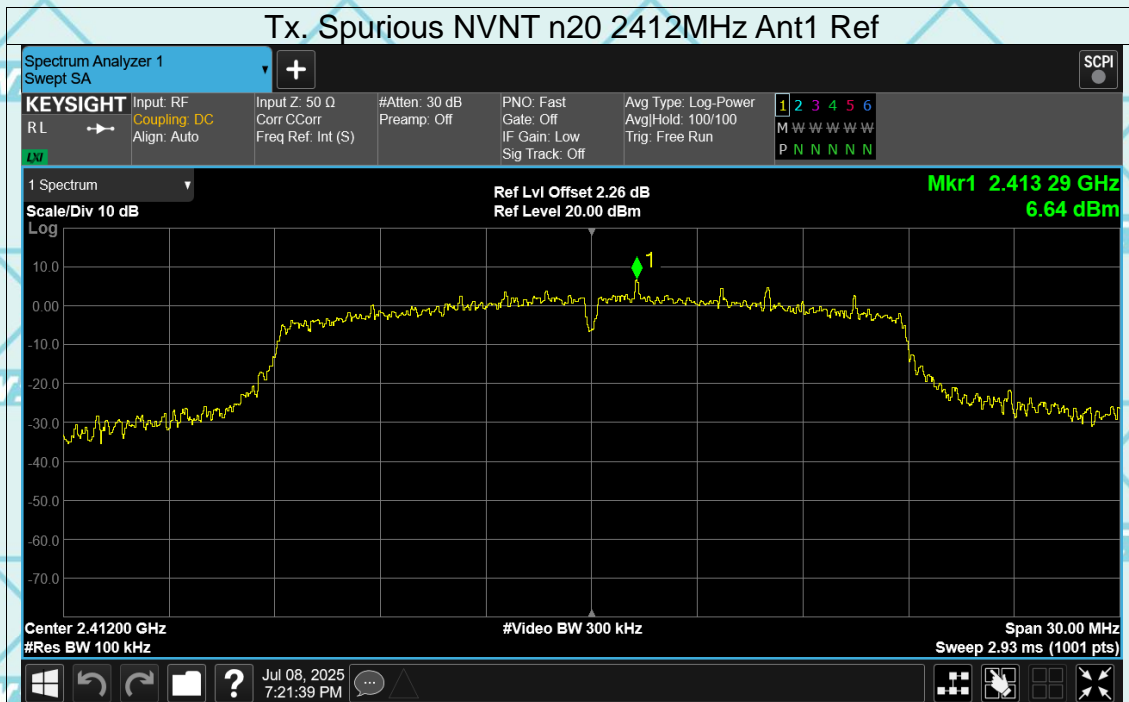 Tx. Spurious NVNT n20 2412MHz Ant1 Ref
Spectrum Analyzer 1
Swept SA
+
SCPI
KEYSIGHT
RL
LXI
Input: RF
Coupling: DC
Align: Auto
Input Z: 50 Ω
Corr CCorr
Freq Ref: Int (S)
#Atten: 30 dB
Preamp: Off
PNO: Fast
Gate: Off
IF Gain: Low
Sig Track: Off
Avg Type: Log-Power
Avg|Hold: 100/100
Trig: Free Run
1 2 3 4 5 6
M W W W W W
P N N N N N
1 Spectrum
Scale/Div 10 dB
Log
Ref Lvl Offset 2.26 dB
Ref Level 20.00 dBm
Mkr1 2.413 29 GHz
6.64 dBm
1
10.0
0.00
-10.0
-20.0
-30.0
-40.0
-50.0
-60.0
-70.0
Center 2.41200 GHz
#Video BW 300 kHz
Span 30.00 MHz
#Res BW 100 kHz
Sweep 2.93 ms (1001 pts)
?
Jul 08, 2025
7:21:39 PM